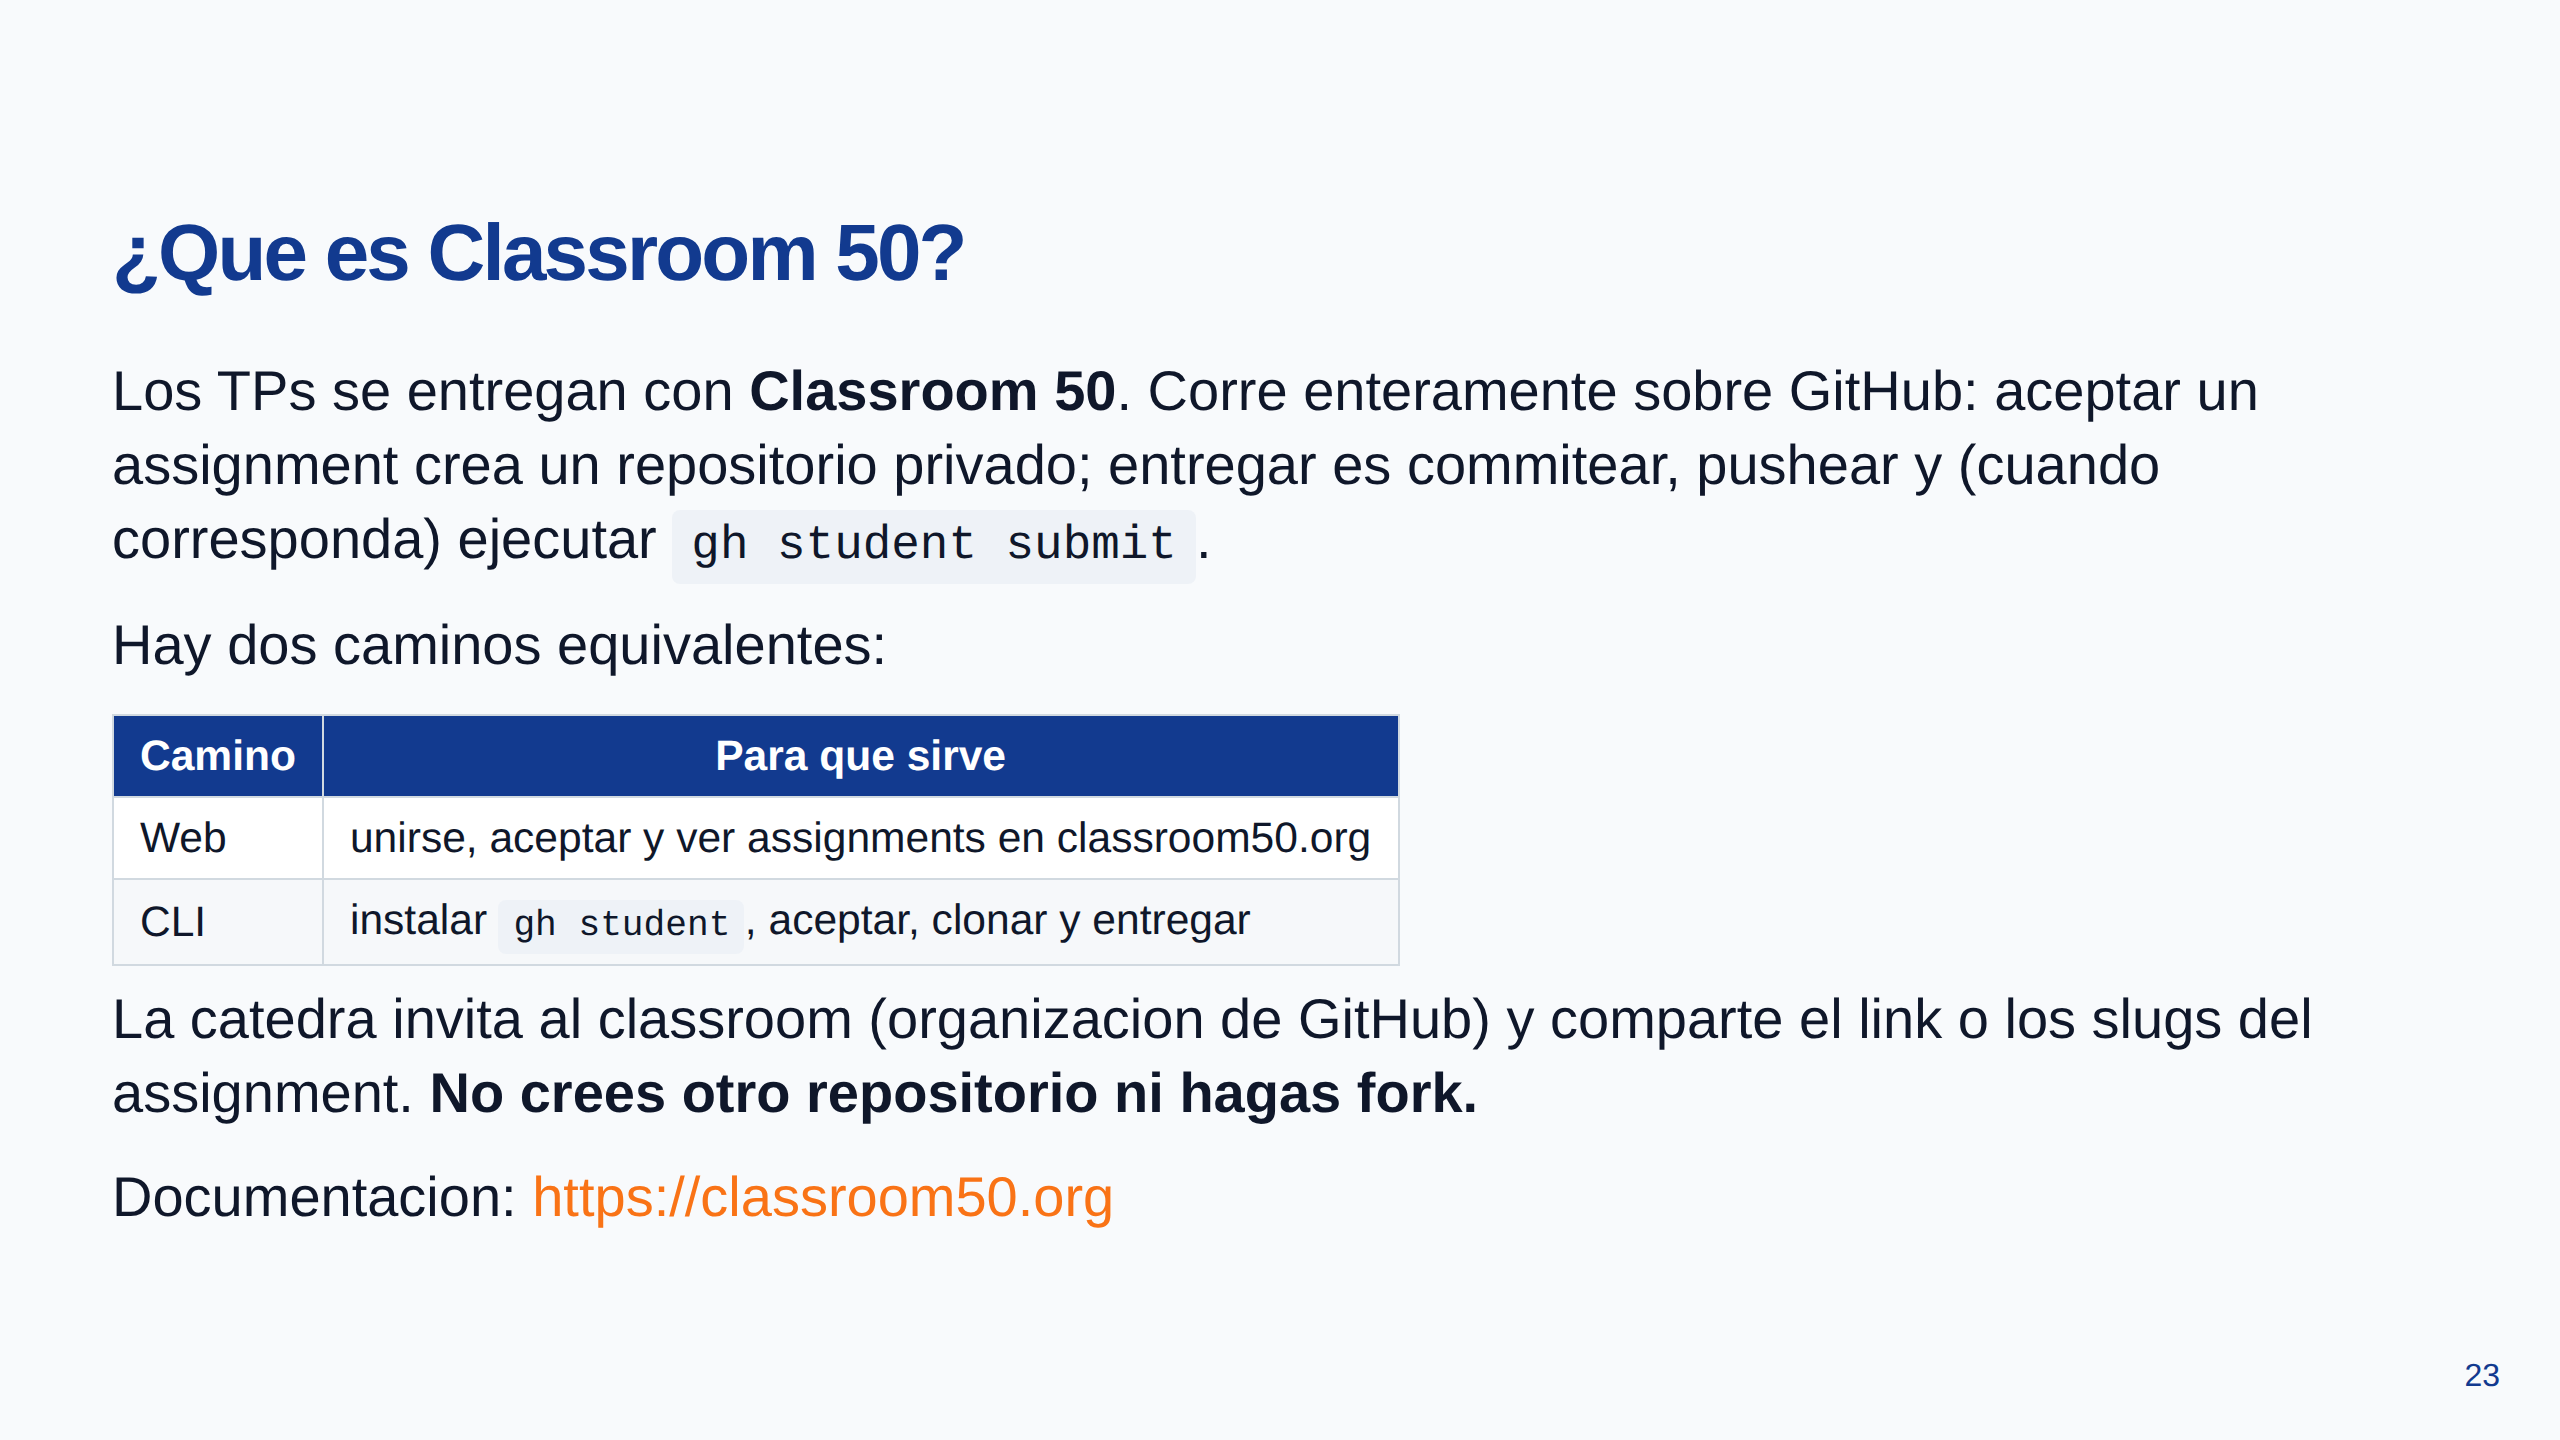 ¿Que es Classroom 50?
Los TPs se entregan con Classroom 50. Corre enteramente sobre GitHub: aceptar un
assignment crea un repositorio privado; entregar es commitear, pushear y (cuando
corresponda) ejecutar gh student submit.
Hay dos caminos equivalentes:
Camino Para que sirve
Web unirse, aceptar y ver assignments en classroom50.org
CLI instalar gh student, aceptar, clonar y entregar
La catedra invita al classroom (organizacion de GitHub) y comparte el link o los slugs del
assignment. No crees otro repositorio ni hagas fork.
Documentacion: https://classroom50.org
23